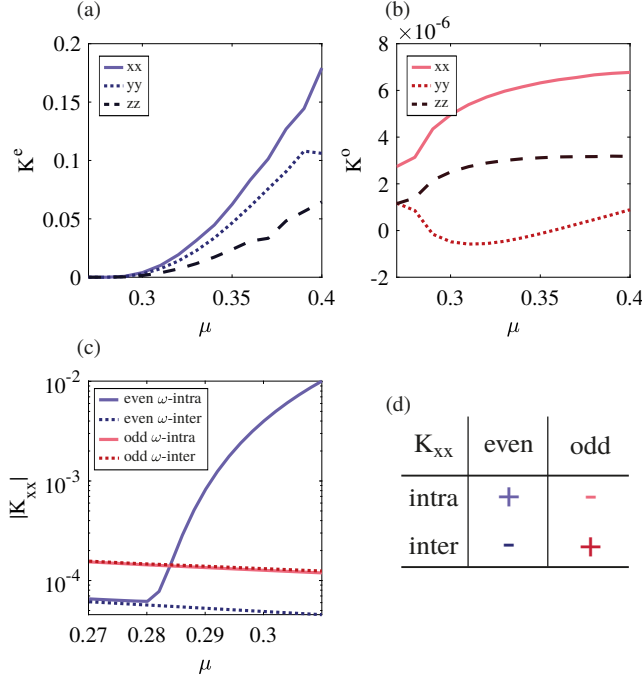 (a)
0.2
0.15
0.1
0.05
0
K^e
xx
yy
zz
0.3
0.35
0.4
μ
(b)
×10^-6
8
6
4
2
0
-2
K^o
xx
yy
zz
0.3
0.35
0.4
μ
(c)
10^-2
10^-3
10^-4
|K_xx|
even ω-intra
even ω-inter
odd ω-intra
odd ω-inter
0.27
0.28
0.29
0.3
μ
(d)
K_xx even odd
intra + -
inter - +